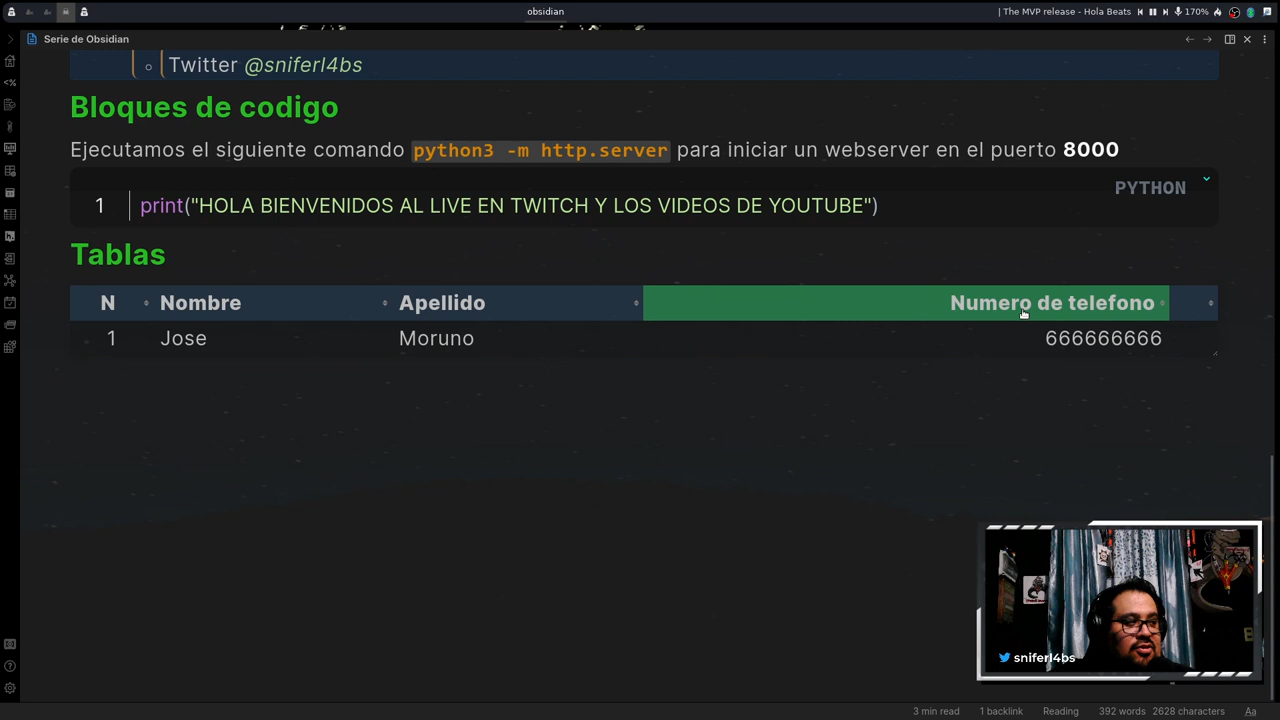 obsidian
| The MVP release - Hola Beats
170%
Serie de Obsidian
Twitter @sniferl4bs
Bloques de codigo
Ejecutamos el siguiente comando python3 -m http.server para iniciar un webserver en el puerto 8000
PYTHON
1 print("HOLA BIENVENIDOS AL LIVE EN TWITCH Y LOS VIDEOS DE YOUTUBE")
Tablas
N Nombre Apellido Numero de telefono
1 Jose Moruno 666666666
sniferl4bs
3 min read 1 backlink Reading 392 words 2628 characters Aa